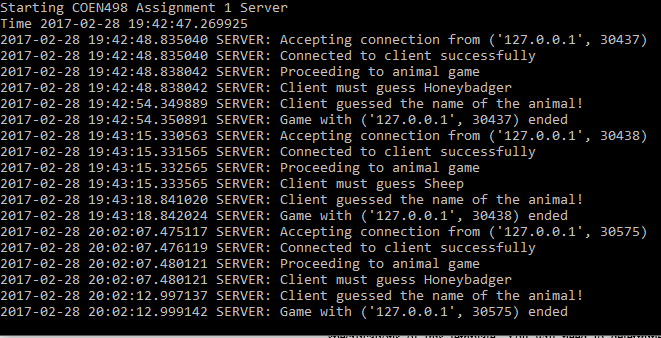 Starting COEN498 Assignment 1 Server
Time 2017-02-28 19:42:47.269925
2017-02-28 19:42:48.835040 SERVER: Accepting connection from ('127.0.0.1', 30437)
2017-02-28 19:42:48.835040 SERVER: Connected to client successfully
2017-02-28 19:42:48.838042 SERVER: Proceeding to animal game
2017-02-28 19:42:48.838042 SERVER: Client must guess Honeybadger
2017-02-28 19:42:54.349889 SERVER: Client guessed the name of the animal!
2017-02-28 19:42:54.350891 SERVER: Game with ('127.0.0.1', 30437) ended
2017-02-28 19:43:15.330563 SERVER: Accepting connection from ('127.0.0.1', 30438)
2017-02-28 19:43:15.331565 SERVER: Connected to client successfully
2017-02-28 19:43:15.332565 SERVER: Proceeding to animal game
2017-02-28 19:43:15.333565 SERVER: Client must guess Sheep
2017-02-28 19:43:18.841020 SERVER: Client guessed the name of the animal!
2017-02-28 19:43:18.842024 SERVER: Game with ('127.0.0.1', 30438) ended
2017-02-28 20:02:07.475117 SERVER: Accepting connection from ('127.0.0.1', 30575)
2017-02-28 20:02:07.476119 SERVER: Connected to client successfully
2017-02-28 20:02:07.480121 SERVER: Proceeding to animal game
2017-02-28 20:02:07.480121 SERVER: Client must guess Honeybadger
2017-02-28 20:02:12.997137 SERVER: Client guessed the name of the animal!
2017-02-28 20:02:12.999142 SERVER: Game with ('127.0.0.1', 30575) ended